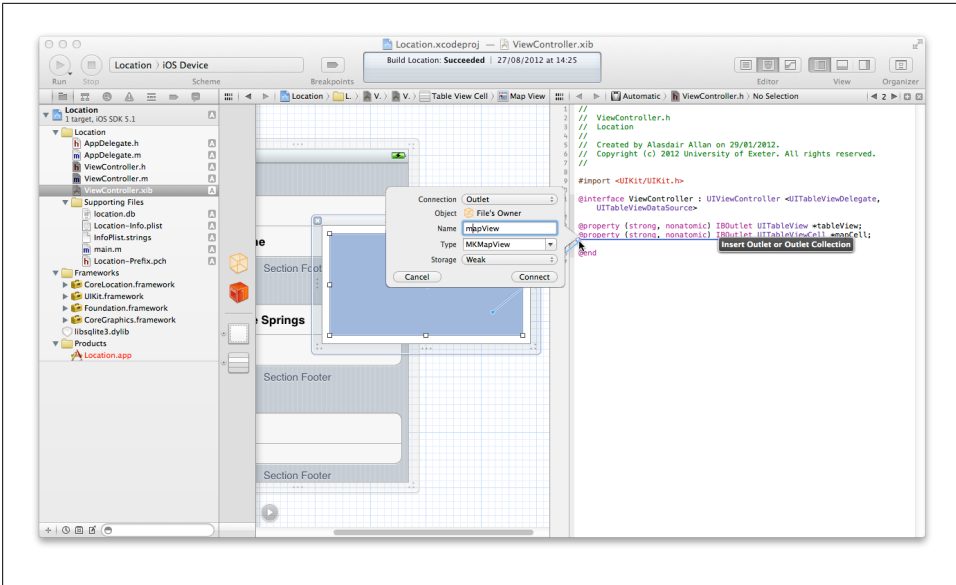 Location.xcodeproj — ViewController.xib
Location › iOS Device
Build Location: Succeeded | 27/08/2012 at 14:25
Run Stop Scheme Breakpoints Editor View Organizer
Location › L. › V. › V. › Table View Cell › Map View
Automatic › ViewController.h › No Selection
2
Location
1 target, iOS SDK 5.1
Location
AppDelegate.h
AppDelegate.m
ViewController.h
ViewController.m
ViewController.xib
Supporting Files
location.db
Location-Info.plist
InfoPlist.strings
main.m
Location-Prefix.pch
Frameworks
CoreLocation.framework
UIKit.framework
Foundation.framework
CoreGraphics.framework
libsqlite3.dylib
Products
Location.app
Section Foot
Springs
Section Footer
Section Footer
Connection Outlet
Object File's Owner
Name mapView
Type MKMapView
Storage Weak
Cancel Connect
//
// ViewController.h
// Location
//
// Created by Alasdair Allan on 29/01/2012.
// Copyright (c) 2012 University of Exeter. All rights reserved.
//
#import <UIKit/UIKit.h>
@interface ViewController : UIViewController <UITableViewDelegate,
UITableViewDataSource>
@property (strong, nonatomic) IBOutlet UITableView *tableView;
@property (strong, nonatomic) IBOutlet UITableViewCell *mapCell;
Insert Outlet or Outlet Collection
@end